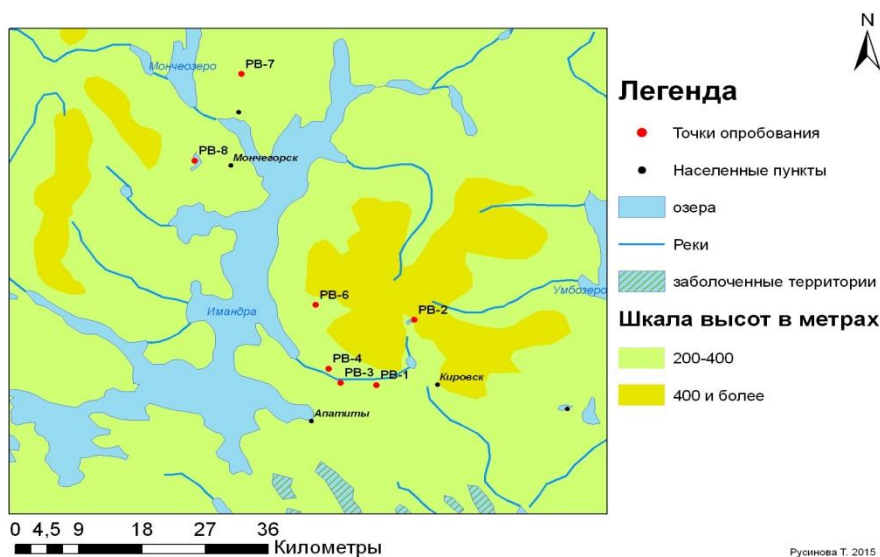 N
Мончеозеро
РВ-7
РВ-8
Мончегорск
Легенда
Точки опробования
Населенные пункты
озера
Реки
заболоченные территории
Имандра
РВ-6
РВ-2
Умбозеро
РВ-4
РВ-3
РВ-1
Кировск
Апатиты
Шкала высот в метрах
200-400
400 и более
0 4,5 9 18 27 36
Километры
Русинова Т. 2015